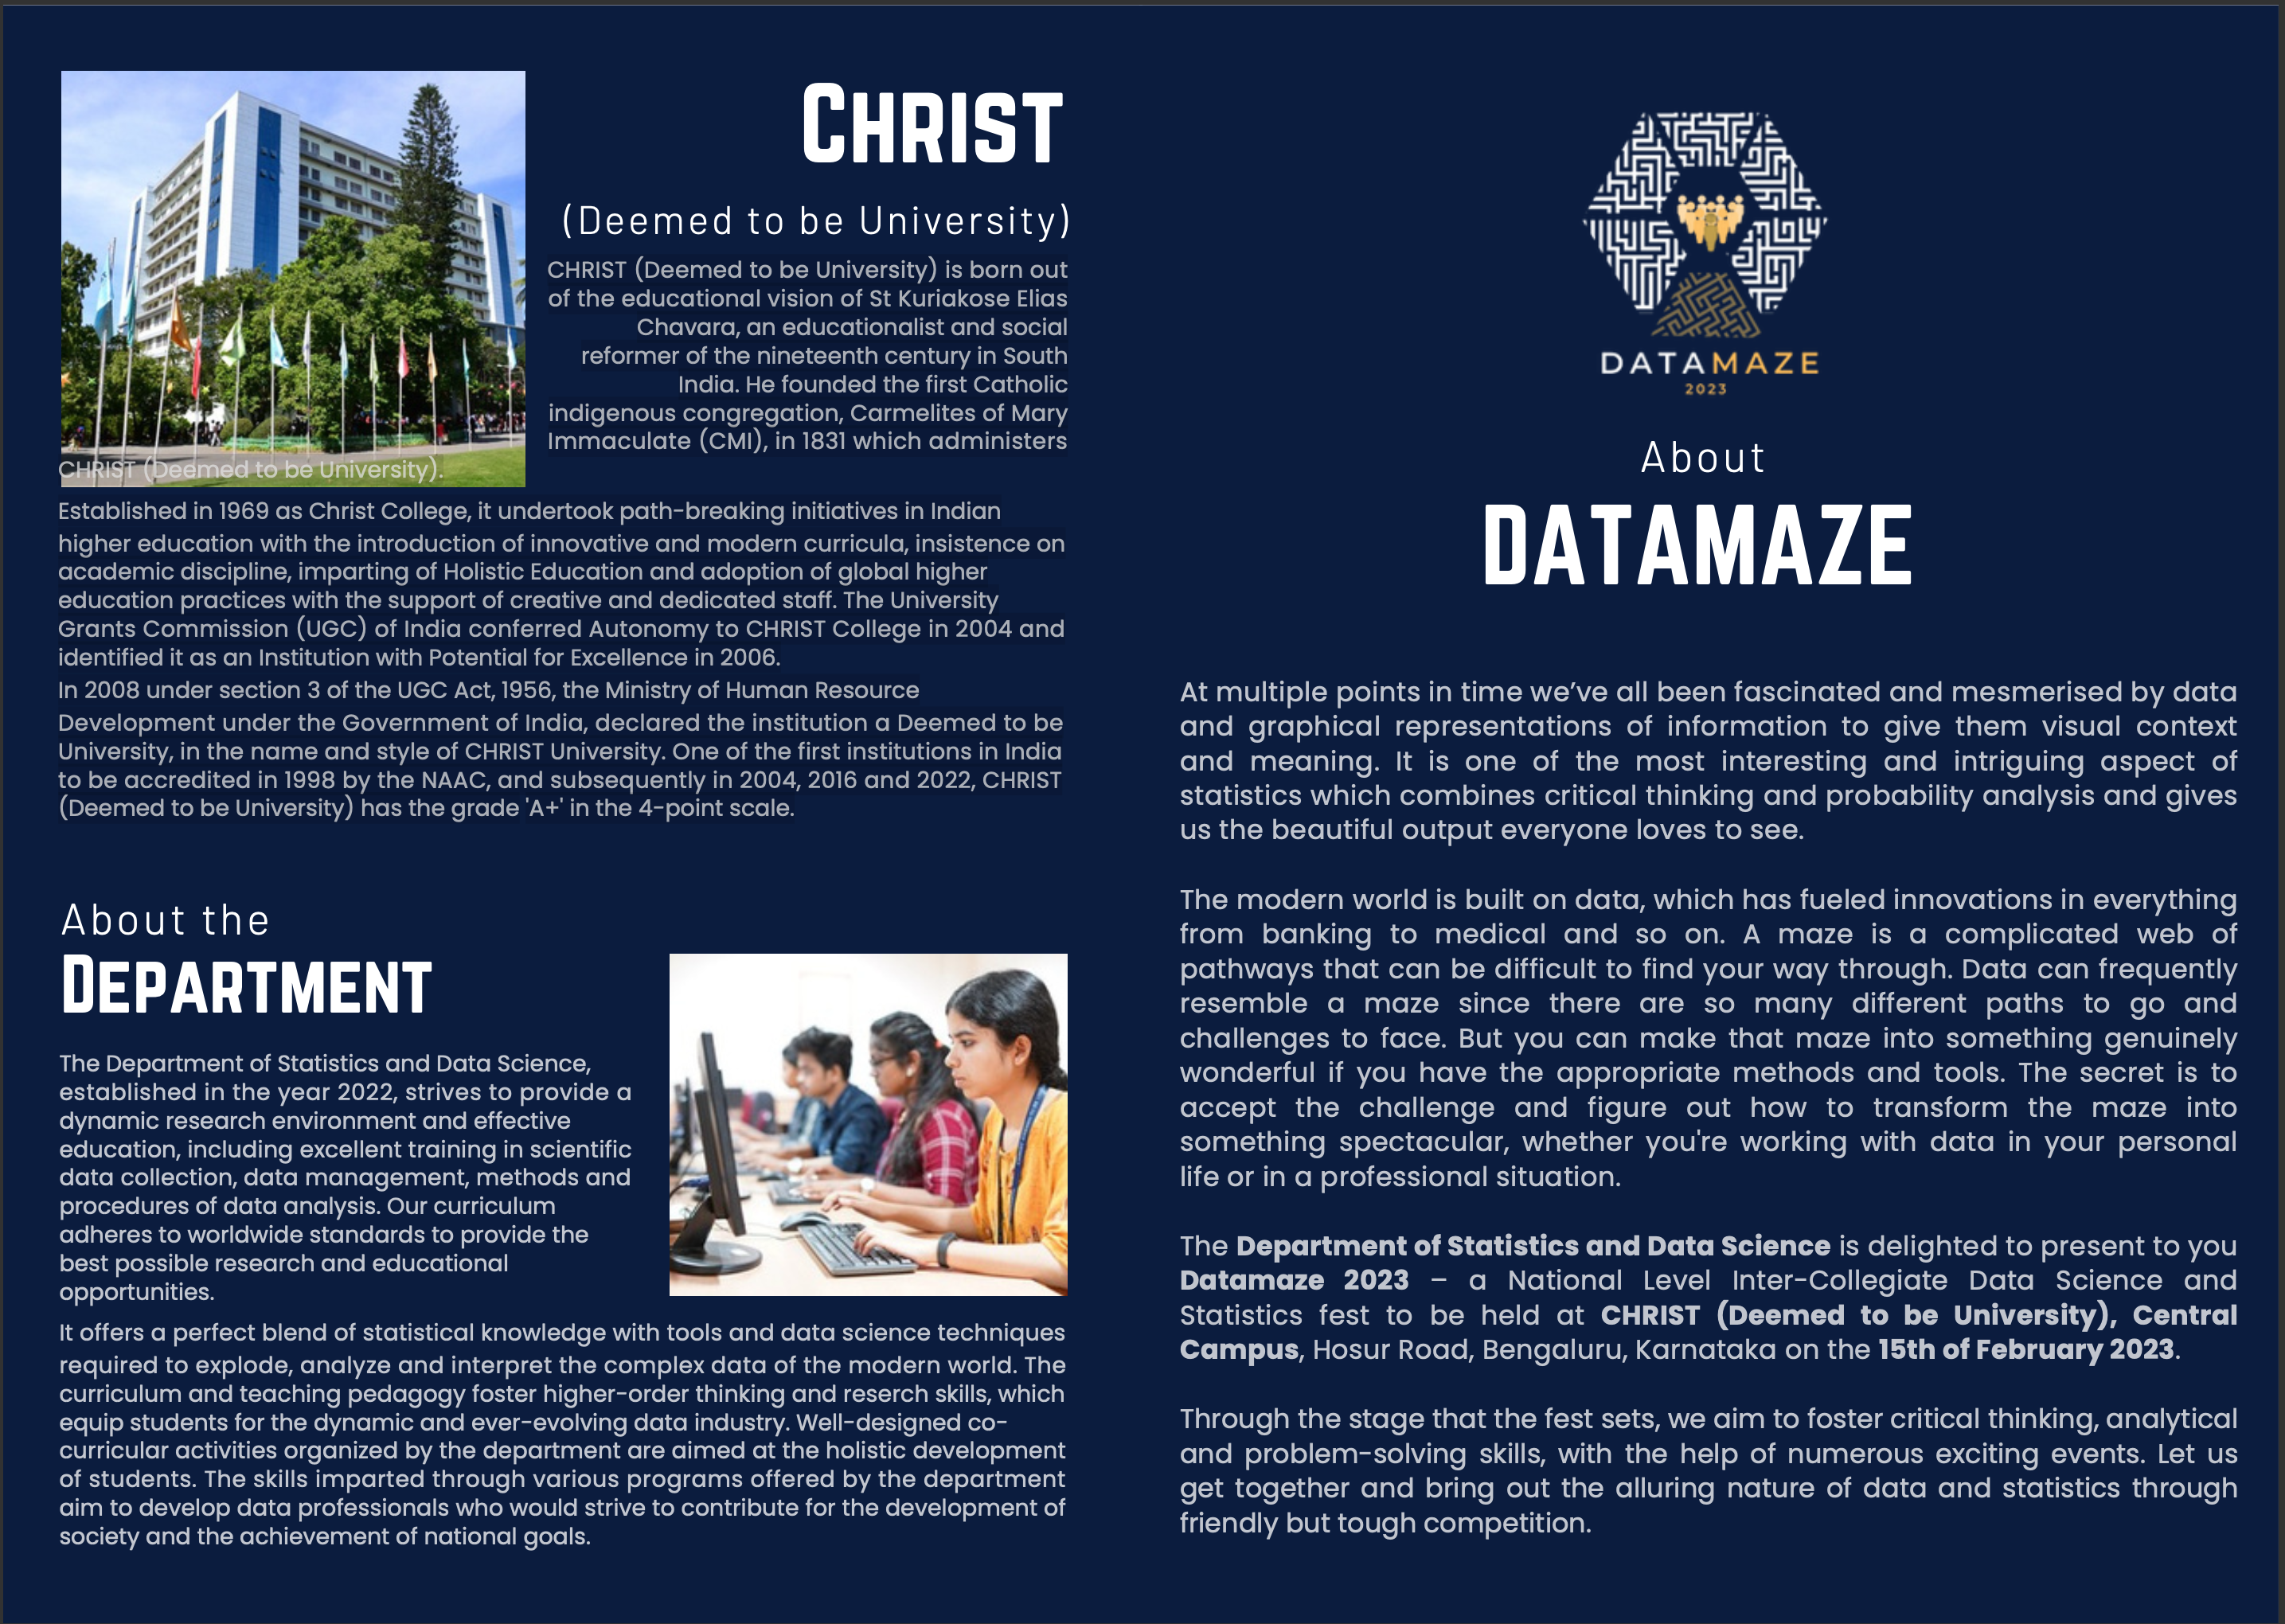 CHRIST
(Deemed to be University)
CHRIST (Deemed to be University) is born out
of the educational vision of St Kuriakose Elias
Chavara, an educationalist and social
reformer of the nineteenth century in South
India. He founded the first Catholic
indigenous congregation, Carmelites of Mary
Immaculate (CMI), in 1831 which administers
CHRIST (Deemed to be University).
Established in 1969 as Christ College, it undertook path-breaking initiatives in Indian
higher education with the introduction of innovative and modern curricula, insistence on
academic discipline, imparting of Holistic Education and adoption of global higher
education practices with the support of creative and dedicated staff. The University
Grants Commission (UGC) of India conferred Autonomy to CHRIST College in 2004 and
identified it as an Institution with Potential for Excellence in 2006.
In 2008 under section 3 of the UGC Act, 1956, the Ministry of Human Resource
Development under the Government of India, declared the institution a Deemed to be
University, in the name and style of CHRIST University. One of the first institutions in India
to be accredited in 1998 by the NAAC, and subsequently in 2004, 2016 and 2022, CHRIST
(Deemed to be University) has the grade 'A+' in the 4-point scale.
About the
DEPARTMENT
The Department of Statistics and Data Science,
established in the year 2022, strives to provide a
dynamic research environment and effective
education, including excellent training in scientific
data collection, data management, methods and
procedures of data analysis. Our curriculum
adheres to worldwide standards to provide the
best possible research and educational
opportunities.
It offers a perfect blend of statistical knowledge with tools and data science techniques
required to explode, analyze and interpret the complex data of the modern world. The
curriculum and teaching pedagogy foster higher-order thinking and reserch skills, which
equip students for the dynamic and ever-evolving data industry. Well-designed co-
curricular activities organized by the department are aimed at the holistic development
of students. The skills imparted through various programs offered by the department
aim to develop data professionals who would strive to contribute for the development of
society and the achievement of national goals.
DATAMAZE
2023
About
DATAMAZE
At multiple points in time we’ve all been fascinated and mesmerised by data
and graphical representations of information to give them visual context
and meaning. It is one of the most interesting and intriguing aspect of
statistics which combines critical thinking and probability analysis and gives
us the beautiful output everyone loves to see.
The modern world is built on data, which has fueled innovations in everything
from banking to medical and so on. A maze is a complicated web of
pathways that can be difficult to find your way through. Data can frequently
resemble a maze since there are so many different paths to go and
challenges to face. But you can make that maze into something genuinely
wonderful if you have the appropriate methods and tools. The secret is to
accept the challenge and figure out how to transform the maze into
something spectacular, whether you're working with data in your personal
life or in a professional situation.
The Department of Statistics and Data Science is delighted to present to you
Datamaze 2023 – a National Level Inter-Collegiate Data Science and
Statistics fest to be held at CHRIST (Deemed to be University), Central
Campus, Hosur Road, Bengaluru, Karnataka on the 15th of February 2023.
Through the stage that the fest sets, we aim to foster critical thinking, analytical
and problem-solving skills, with the help of numerous exciting events. Let us
get together and bring out the alluring nature of data and statistics through
friendly but tough competition.